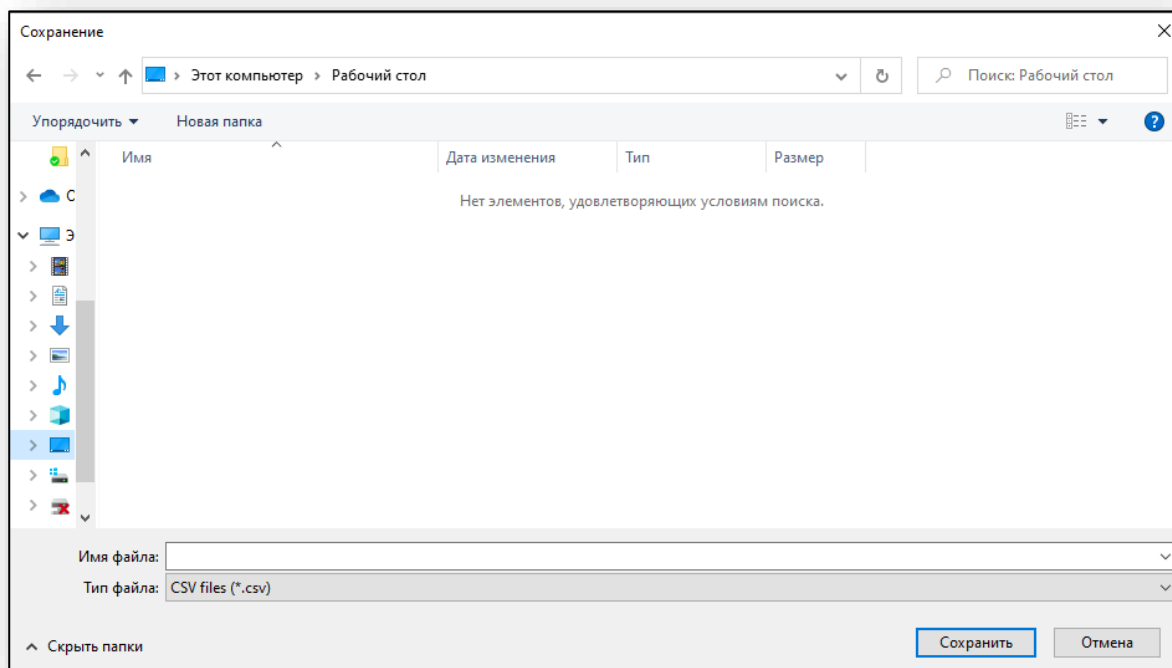 Сохранение
Этот компьютер › Рабочий стол
Поиск: Рабочий стол
Упорядочить
Новая папка
Имя
Дата изменения
Тип
Размер
О
Э
Нет элементов, удовлетворяющих условиям поиска.
Имя файла:
Тип файла: CSV files (*.csv)
Скрыть папки
Сохранить
Отмена